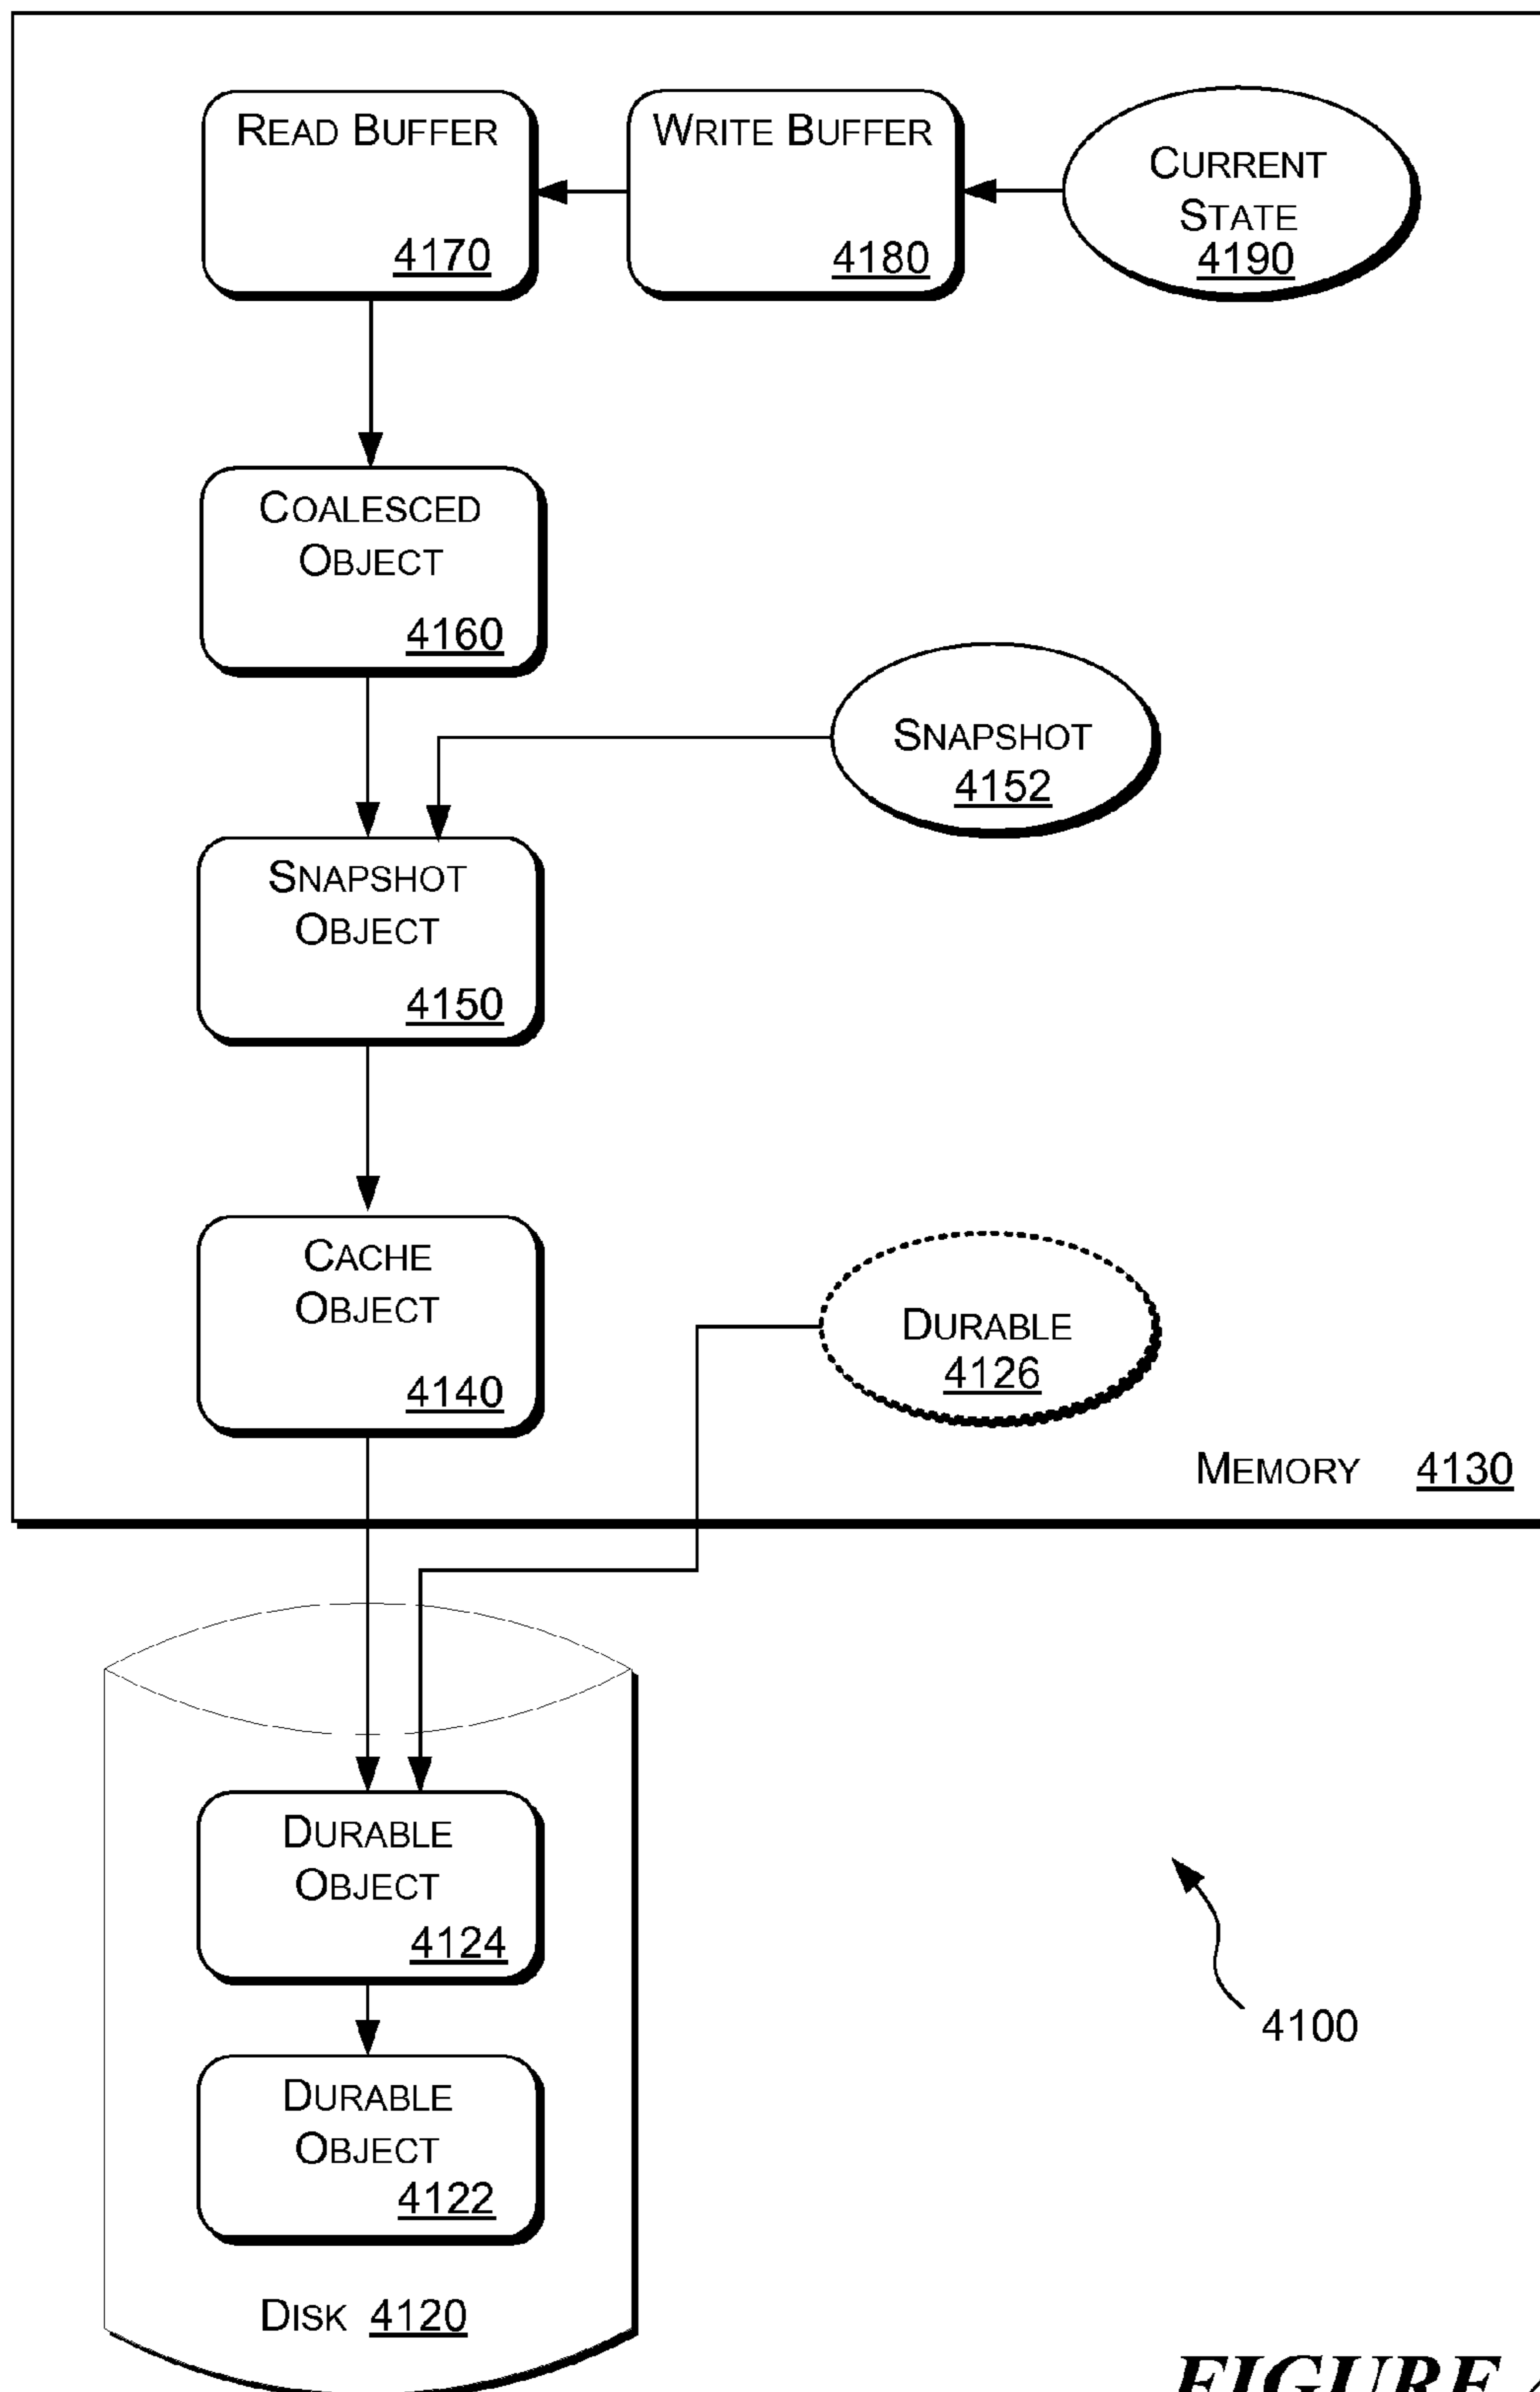 READ BUFFER
4170
WRITE BUFFER
4180
CURRENT
STATE
4190
COALESCED
OBJECT
4160
SNAPSHOT
4152
SNAPSHOT
OBJECT
4150
CACHE
OBJECT
4140
DURABLE
4126
MEMORY 4130
DURABLE
OBJECT
4124
4100
DURABLE
OBJECT
4122
DISK 4120
FIGURE